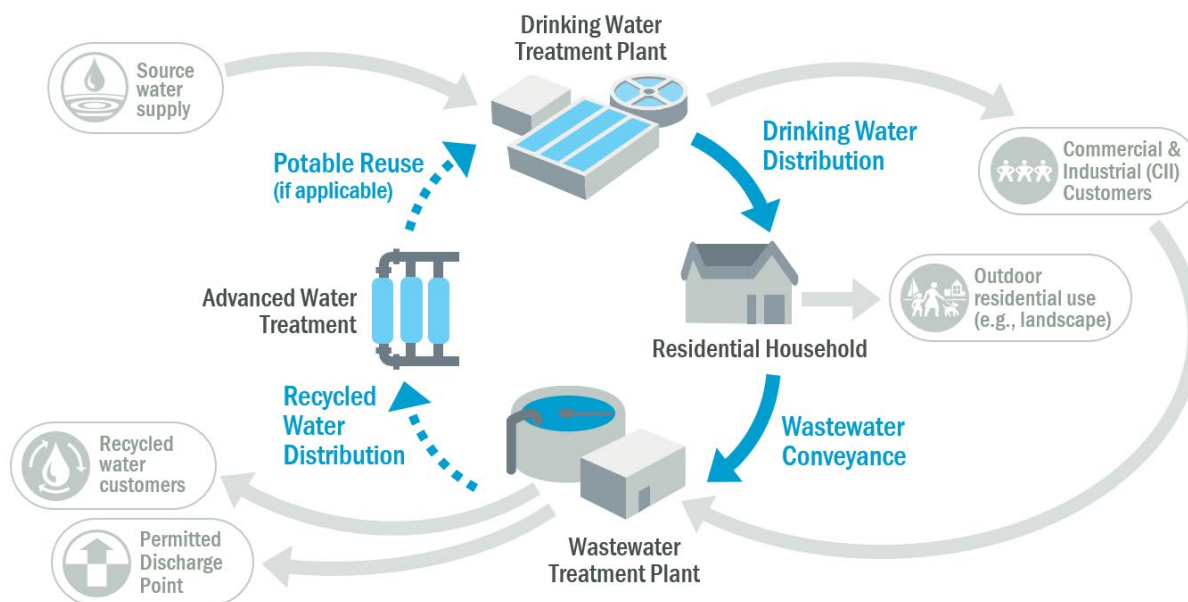 Drinking Water
Treatment Plant
Source
water
supply
Drinking Water
Distribution
Commercial &
Industrial (CII)
Customers
Potable Reuse
(if applicable)
Advanced Water
Treatment
Outdoor
residential use
(e.g., landscape)
Residential Household
Recycled
Water
Distribution
Wastewater
Conveyance
Recycled
water
customers
Permitted
Discharge
Point
Wastewater
Treatment Plant